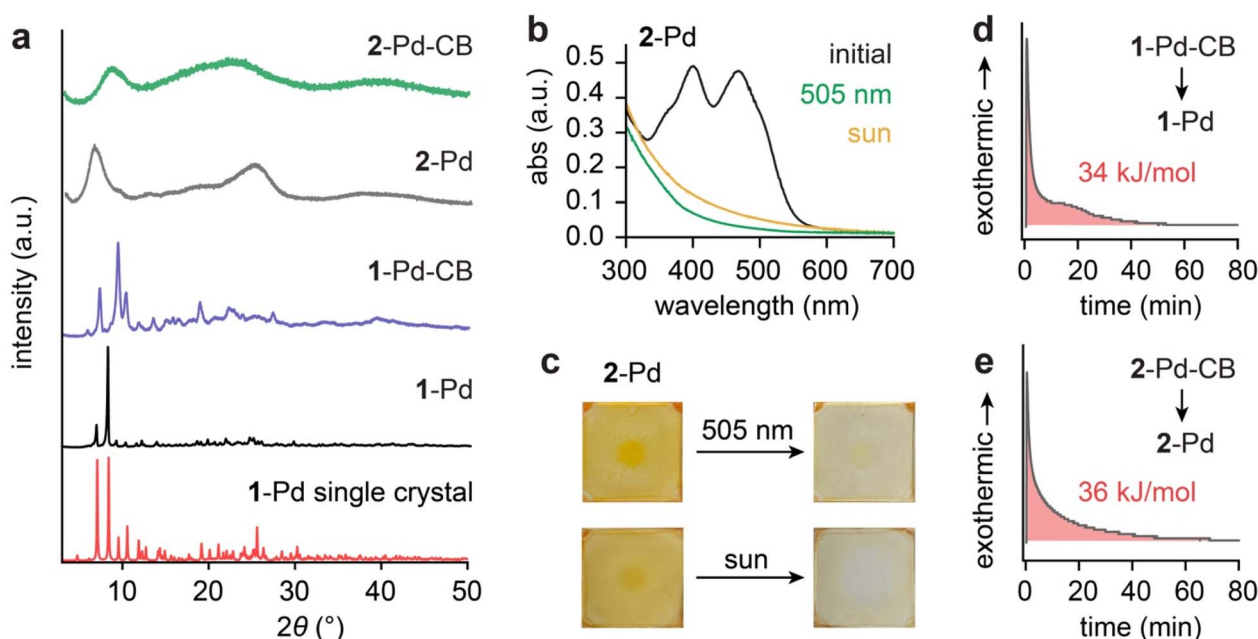 a
2-Pd-CB
2-Pd
1-Pd-CB
1-Pd
1-Pd single crystal
intensity (a.u.)
10
20
30
40
50
2θ (°)
b
2-Pd
initial
505 nm
sun
abs (a.u.)
0.5
0.4
0.3
0.2
0.1
0.0
300
400
500
600
700
wavelength (nm)
c
2-Pd
505 nm
sun
d
1-Pd-CB
1-Pd
34 kJ/mol
exothermic →
0
20
40
60
80
time (min)
e
2-Pd-CB
2-Pd
36 kJ/mol
exothermic →
0
20
40
60
80
time (min)